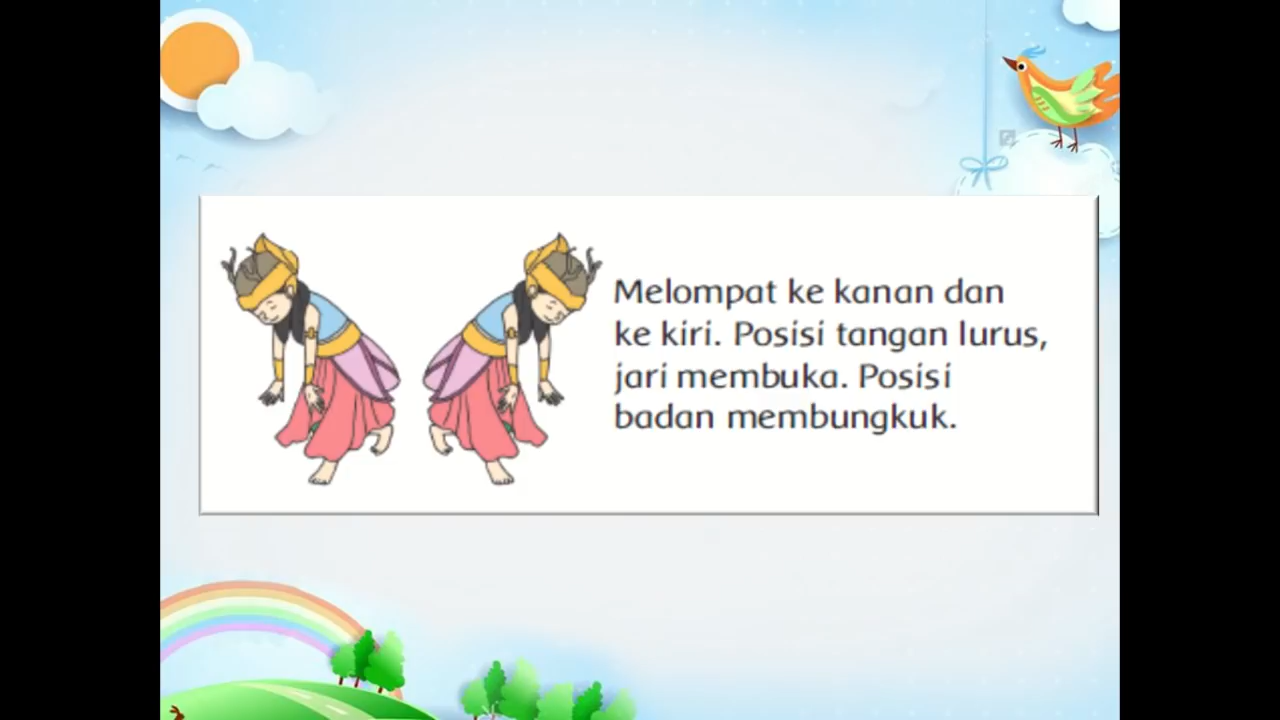 Melompat ke kanan dan
ke kiri. Posisi tangan lurus,
jari membuka. Posisi
badan membungkuk.